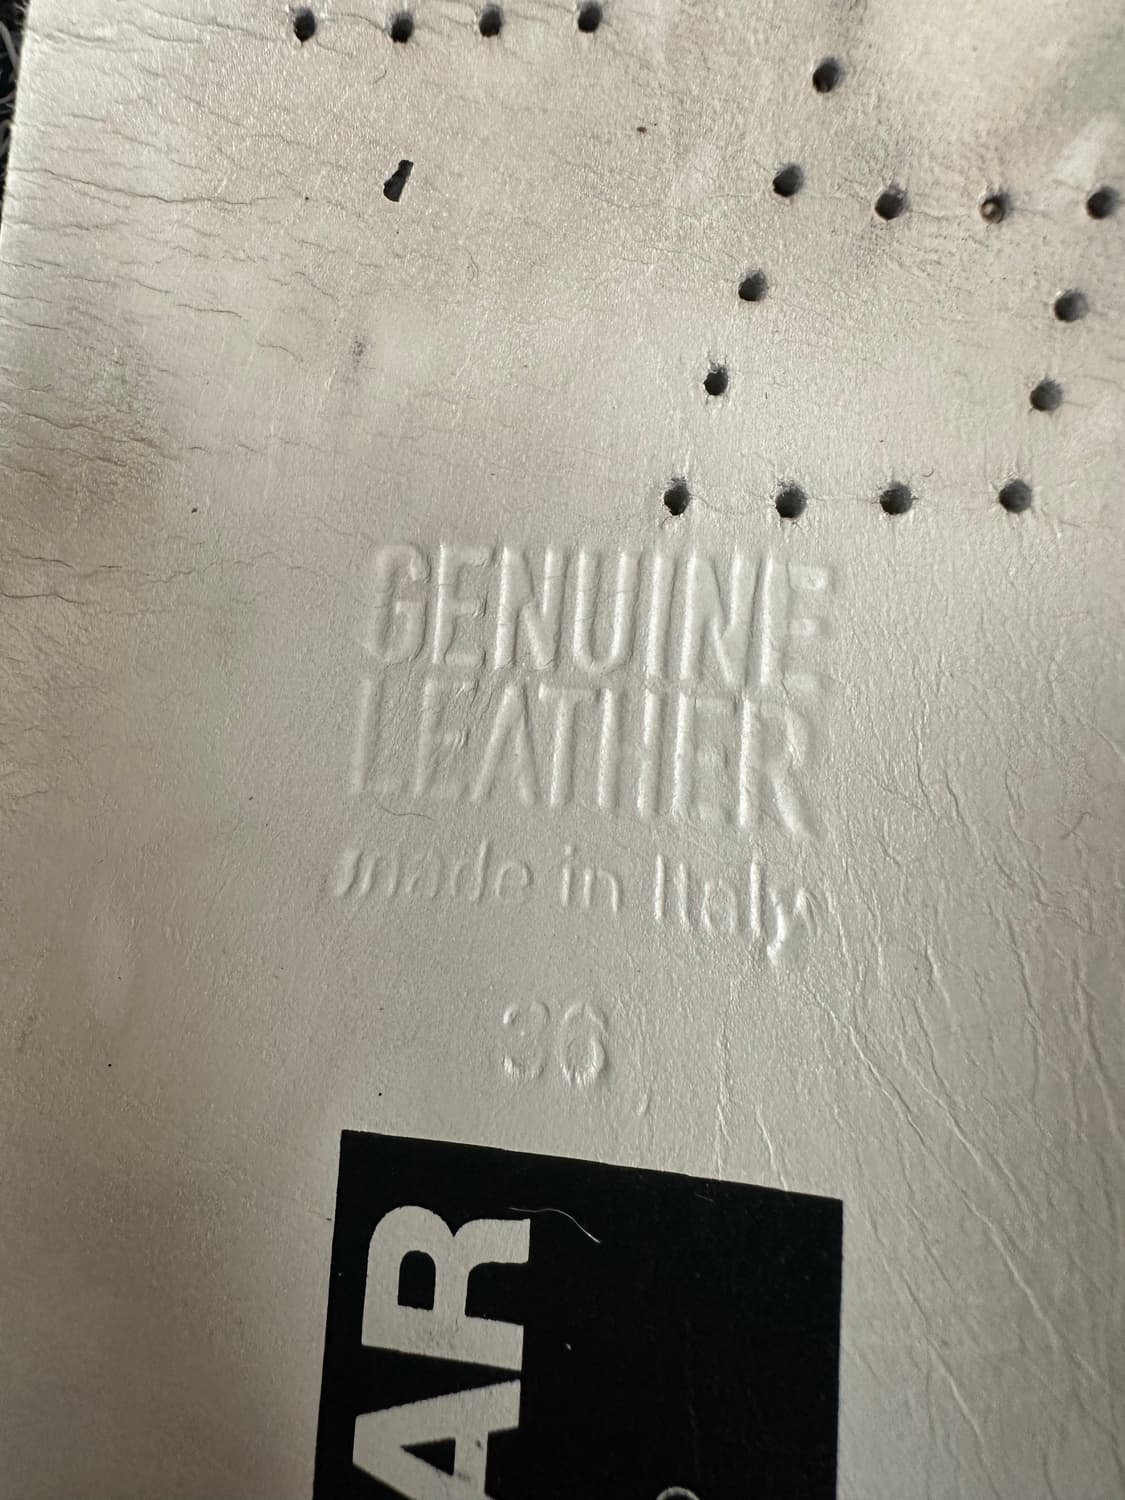 GENUINE
LEATHER
made in Italy
36
AR